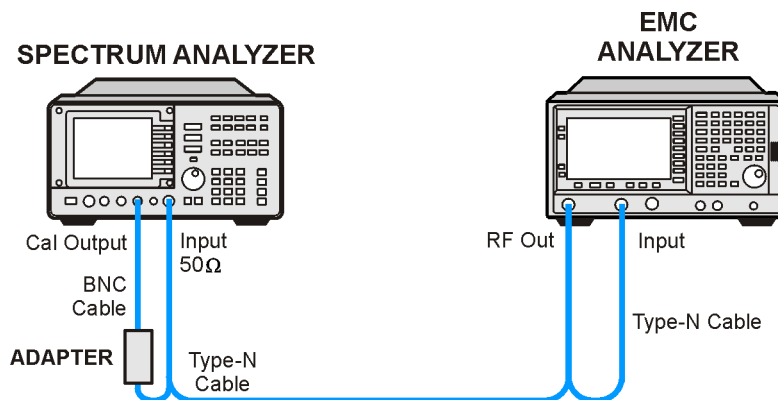 SPECTRUM ANALYZER
EMC
ANALYZER
Cal Output
Input
50Ω
RF Out
Input
BNC
Cable
Type-N Cable
ADAPTER
Type-N
Cable